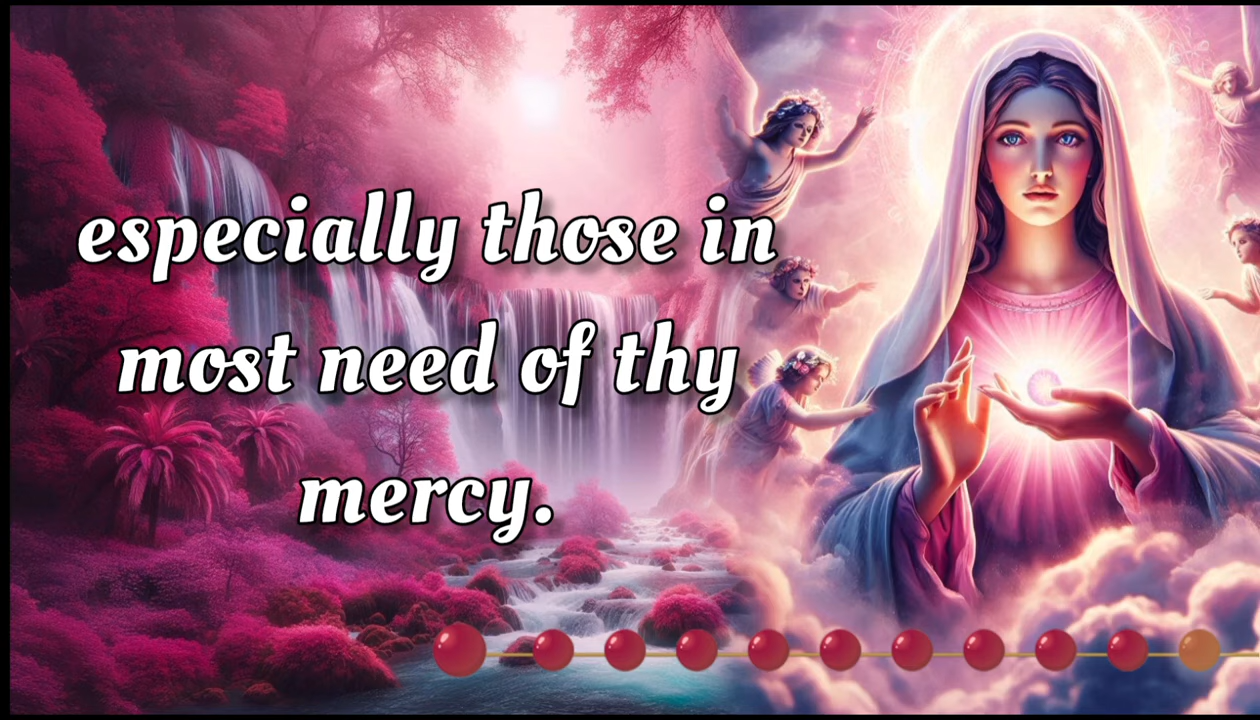 especially those in
most need of thy
mercy.